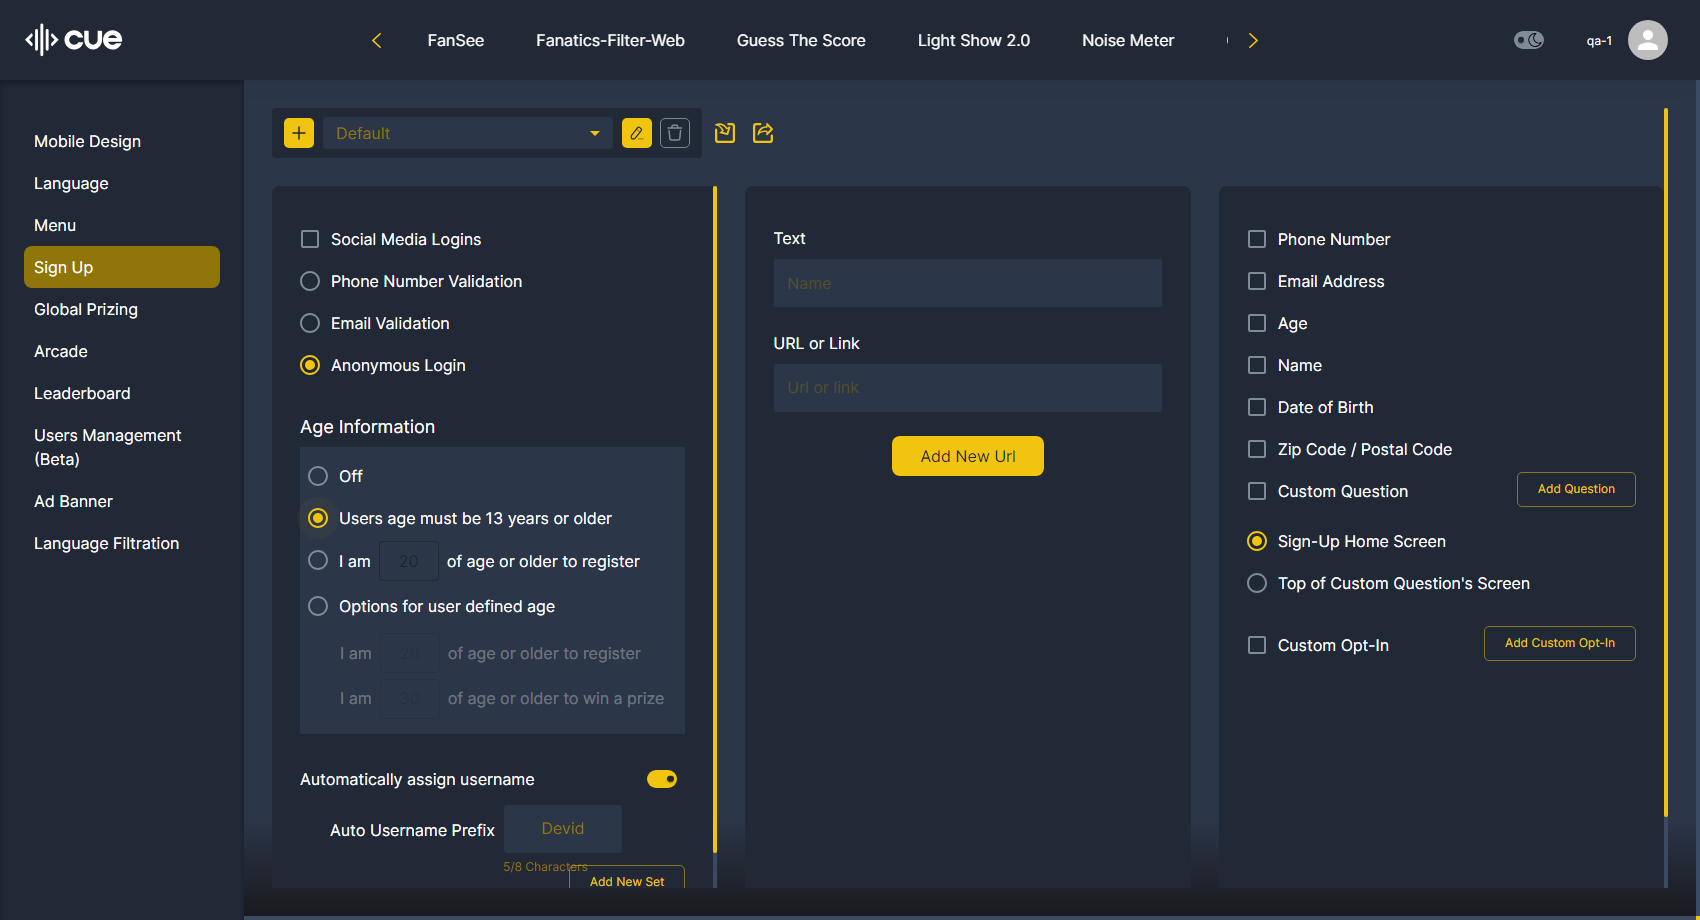 cue
FanSee
Fanatics-Filter-Web
Guess The Score
Light Show 2.0
Noise Meter
qa-1
Mobile Design
Language
Menu
Sign Up
Global Prizing
Arcade
Leaderboard
Users Management
(Beta)
Ad Banner
Language Filtration
Default
Social Media Logins
Phone Number Validation
Email Validation
Anonymous Login
Age Information
Off
Users age must be 13 years or older
I am 20 of age or older to register
Options for user defined age
I am 20 of age or older to register
I am 30 of age or older to win a prize
Automatically assign username
Auto Username Prefix Devid
5/8 Characters
Add New Set
Text
Name
URL or Link
Url or link
Add New Url
Phone Number
Email Address
Age
Name
Date of Birth
Zip Code / Postal Code
Custom Question Add Question
Sign-Up Home Screen
Top of Custom Question's Screen
Custom Opt-In Add Custom Opt-In